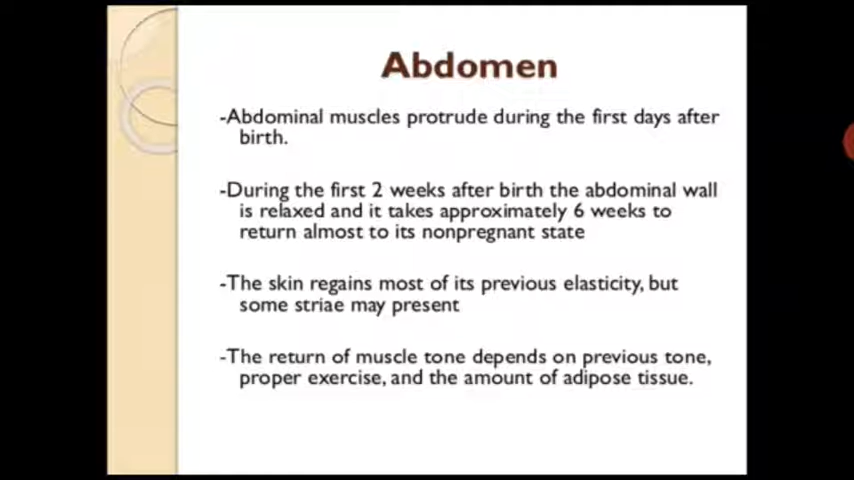 Abdomen
-Abdominal muscles protrude during the first days after
birth.
-During the first 2 weeks after birth the abdominal wall
is relaxed and it takes approximately 6 weeks to
return almost to its nonpregnant state
-The skin regains most of its previous elasticity, but
some striae may present
-The return of muscle tone depends on previous tone,
proper exercise, and the amount of adipose tissue.